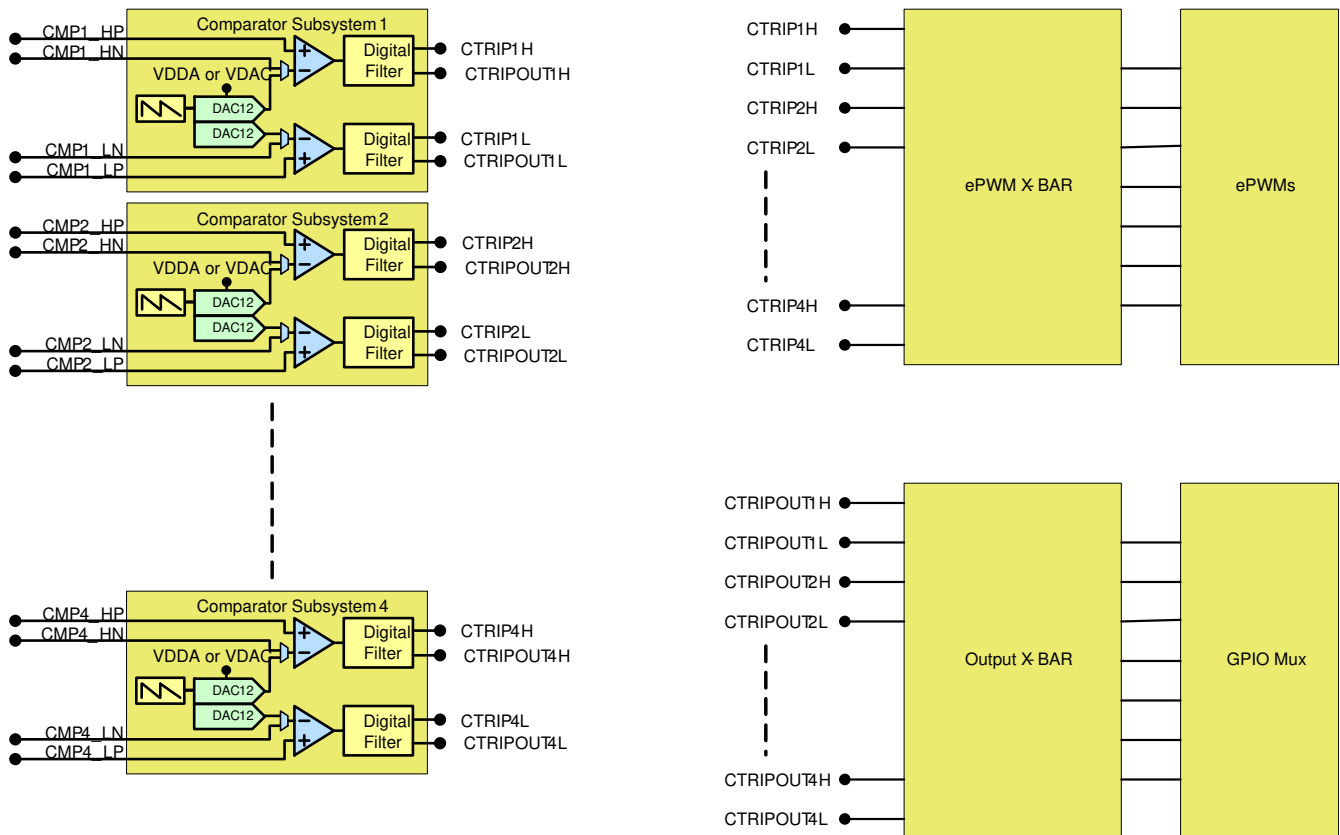 Comparator Subsystem 1
CMP1_HP
CMP1_HN
VDDA or VDAC
DAC12
DAC12
CMP1_LN
CMP1_LP
Digital
Filter
CTRIP1H
CTRIPOUT1H
Digital
Filter
CTRIP1L
CTRIPOUT1L
Comparator Subsystem 2
CMP2_HP
CMP2_HN
VDDA or VDAC
DAC12
DAC12
CMP2_LN
CMP2_LP
Digital
Filter
CTRIP2H
CTRIPOUT2H
Digital
Filter
CTRIP2L
CTRIPOUT2L
Comparator Subsystem 4
CMP4_HP
CMP4_HN
VDDA or VDAC
DAC12
DAC12
CMP4_LN
CMP4_LP
Digital
Filter
CTRIP4H
CTRIPOUT4H
Digital
Filter
CTRIP4L
CTRIPOUT4L
CTRIP1H
CTRIP1L
CTRIP2H
CTRIP2L
CTRIP4H
CTRIP4L
ePWM X-BAR
ePWMs
CTRIPOUT1H
CTRIPOUT1L
CTRIPOUT2H
CTRIPOUT2L
CTRIPOUT4H
CTRIPOUT4L
Output X-BAR
GPIO Mux